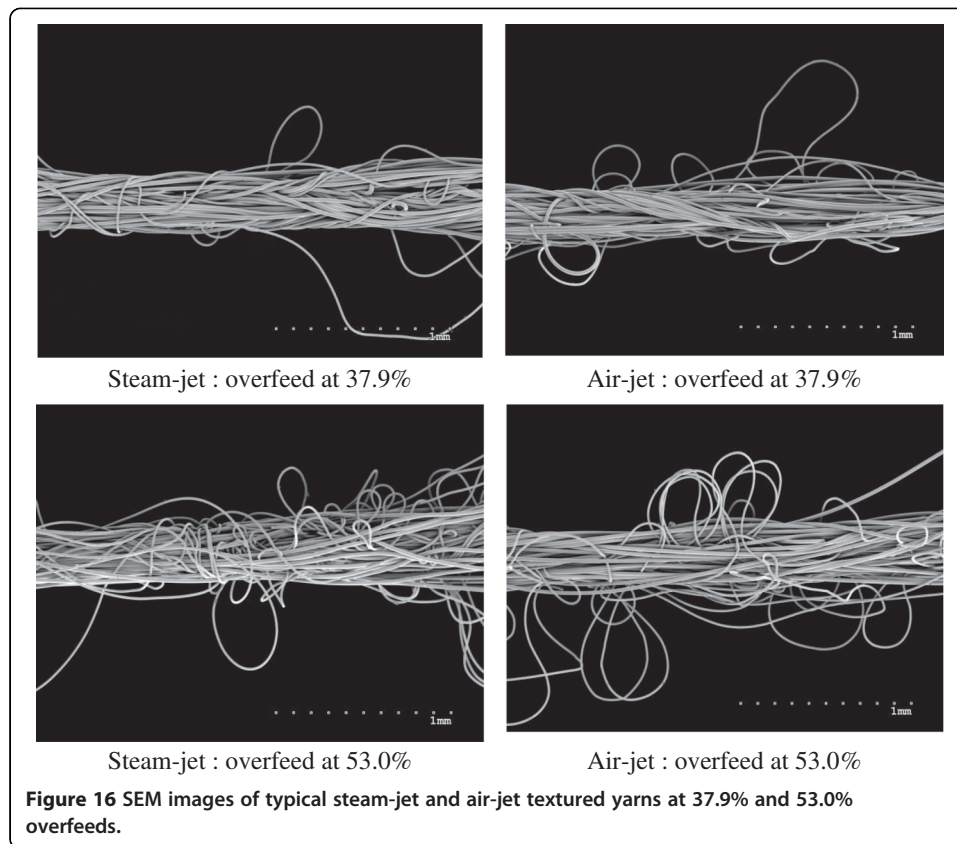 1mm
1mm
Steam-jet : overfeed at 37.9%
Air-jet : overfeed at 37.9%
1mm
1mm
Steam-jet : overfeed at 53.0%
Air-jet : overfeed at 53.0%
Figure 16 SEM images of typical steam-jet and air-jet textured yarns at 37.9% and 53.0%
overfeeds.